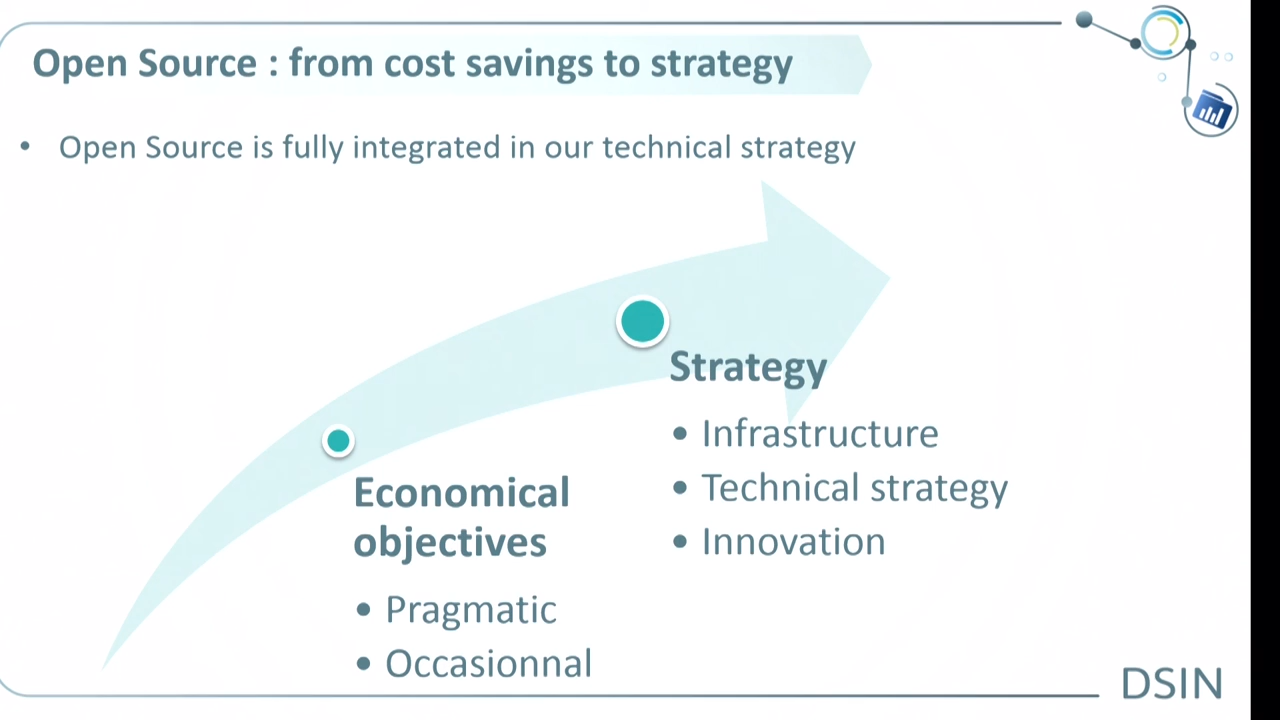 Open Source : from cost savings to strategy
• Open Source is fully integrated in our technical strategy
Strategy
• Infrastructure
• Technical strategy
• Innovation
Economical
objectives
• Pragmatic
• Occasionnal
DSIN